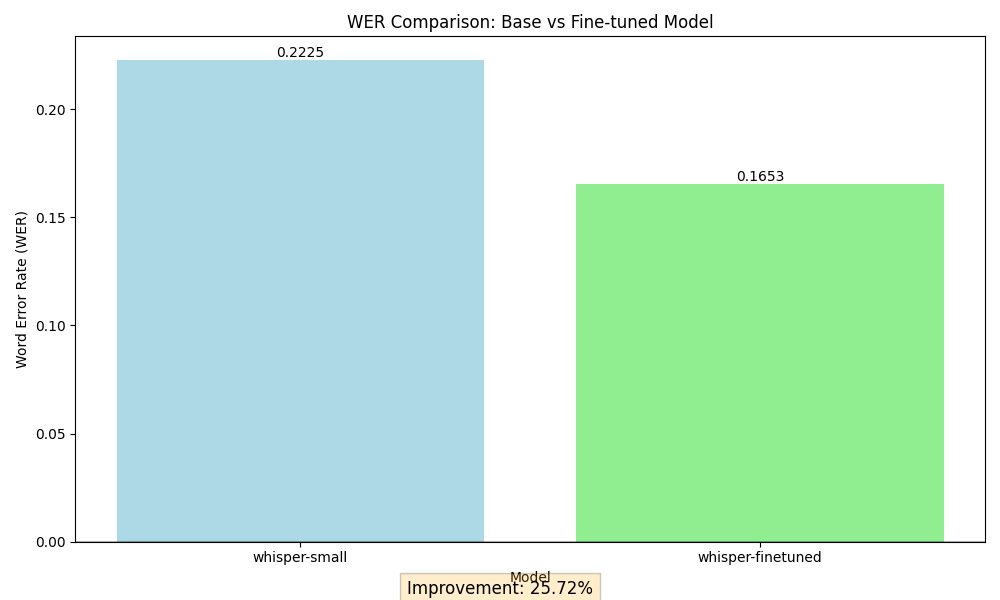 WER Comparison: Base vs Fine-tuned Model
0.2225
0.1653
0.20
0.15
0.10
0.05
0.00
Word Error Rate (WER)
whisper-small
whisper-finetuned
Model
Improvement: 25.72%